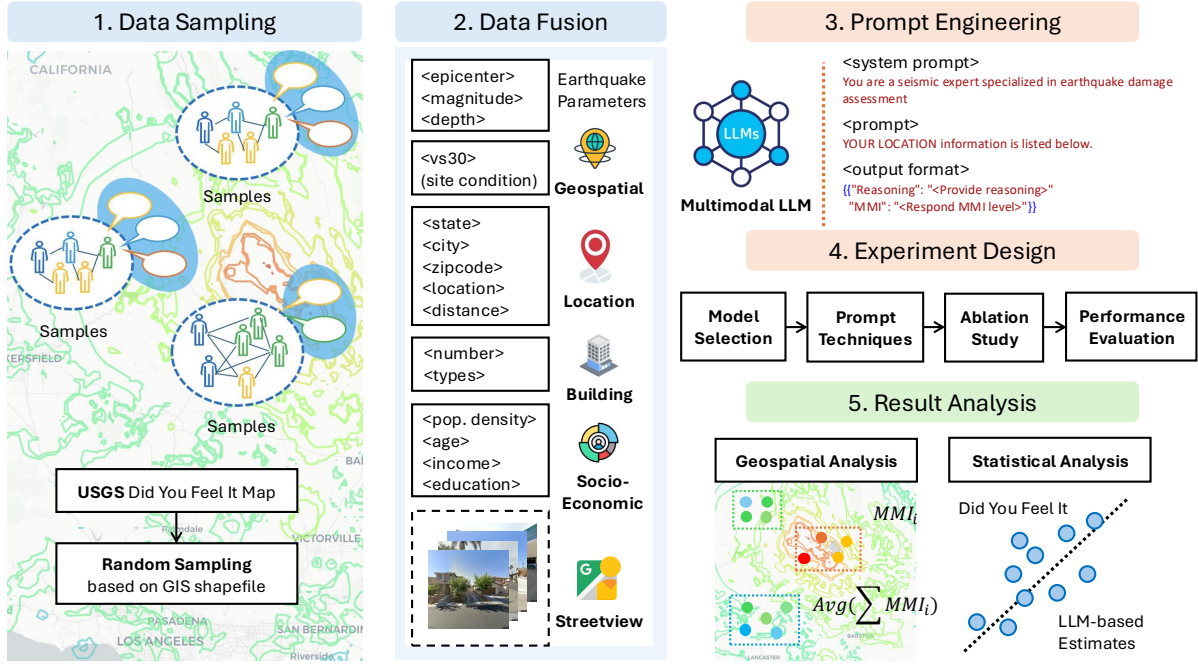 1. Data Sampling
CALIFORNIA
Samples
Samples
KERSFIELD
Samples
USGS Did You Feel It Map
Palmdale
VICTORVILLE
Random Sampling
based on GIS shapefile
PASADENA
LOS ANGELES
SAN BERNARDIN
Riverside
2. Data Fusion
<epicenter>
<magnitude>
<depth>
Earthquake
Parameters
<vs30>
(site condition)
Geospatial
<state>
<city>
<zipcode>
<location>
<distance>
Location
<number>
<types>
Building
<pop. density>
<age>
<income>
<education>
Socio-
Economic
G
Streetview
3. Prompt Engineering
LLMs
Multimodal LLM
<system prompt>
You are a seismic expert specialized in earthquake damage
assessment
<prompt>
YOUR LOCATION information is listed below.
<output format>
{{"Reasoning": "<Provide reasoning>"
"MMI": "<Respond MMI level>"}}
4. Experiment Design
Model
Selection
Prompt
Techniques
Ablation
Study
Performance
Evaluation
5. Result Analysis
Geospatial Analysis
MMI_i
Avg(∑ MMI_i)
BARSTOW
LANCASTER
Statistical Analysis
Did You Feel It
LLM-based
Estimates